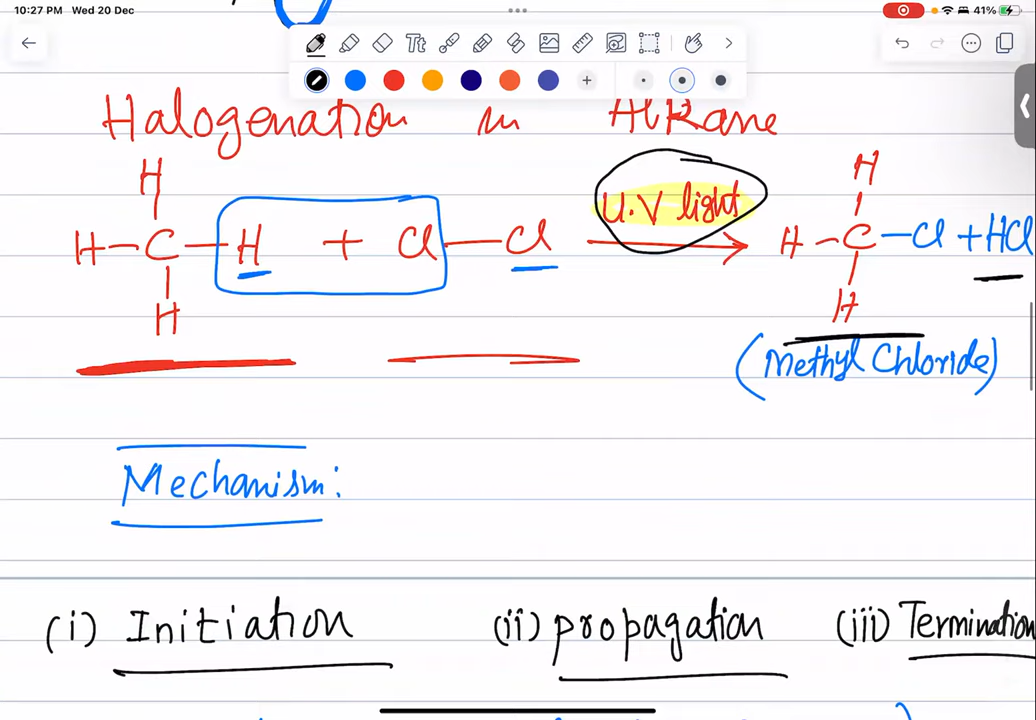 10:27 PM Wed 20 Dec
41%
Tt
Halogenation in Alkane
H
H
U.V light
H–C–H + Cl–Cl → H–C–Cl + HCl
H
H
(Methyl Chloride)
Mechanism:
(i) Initiation (ii) propagation (iii) Termination